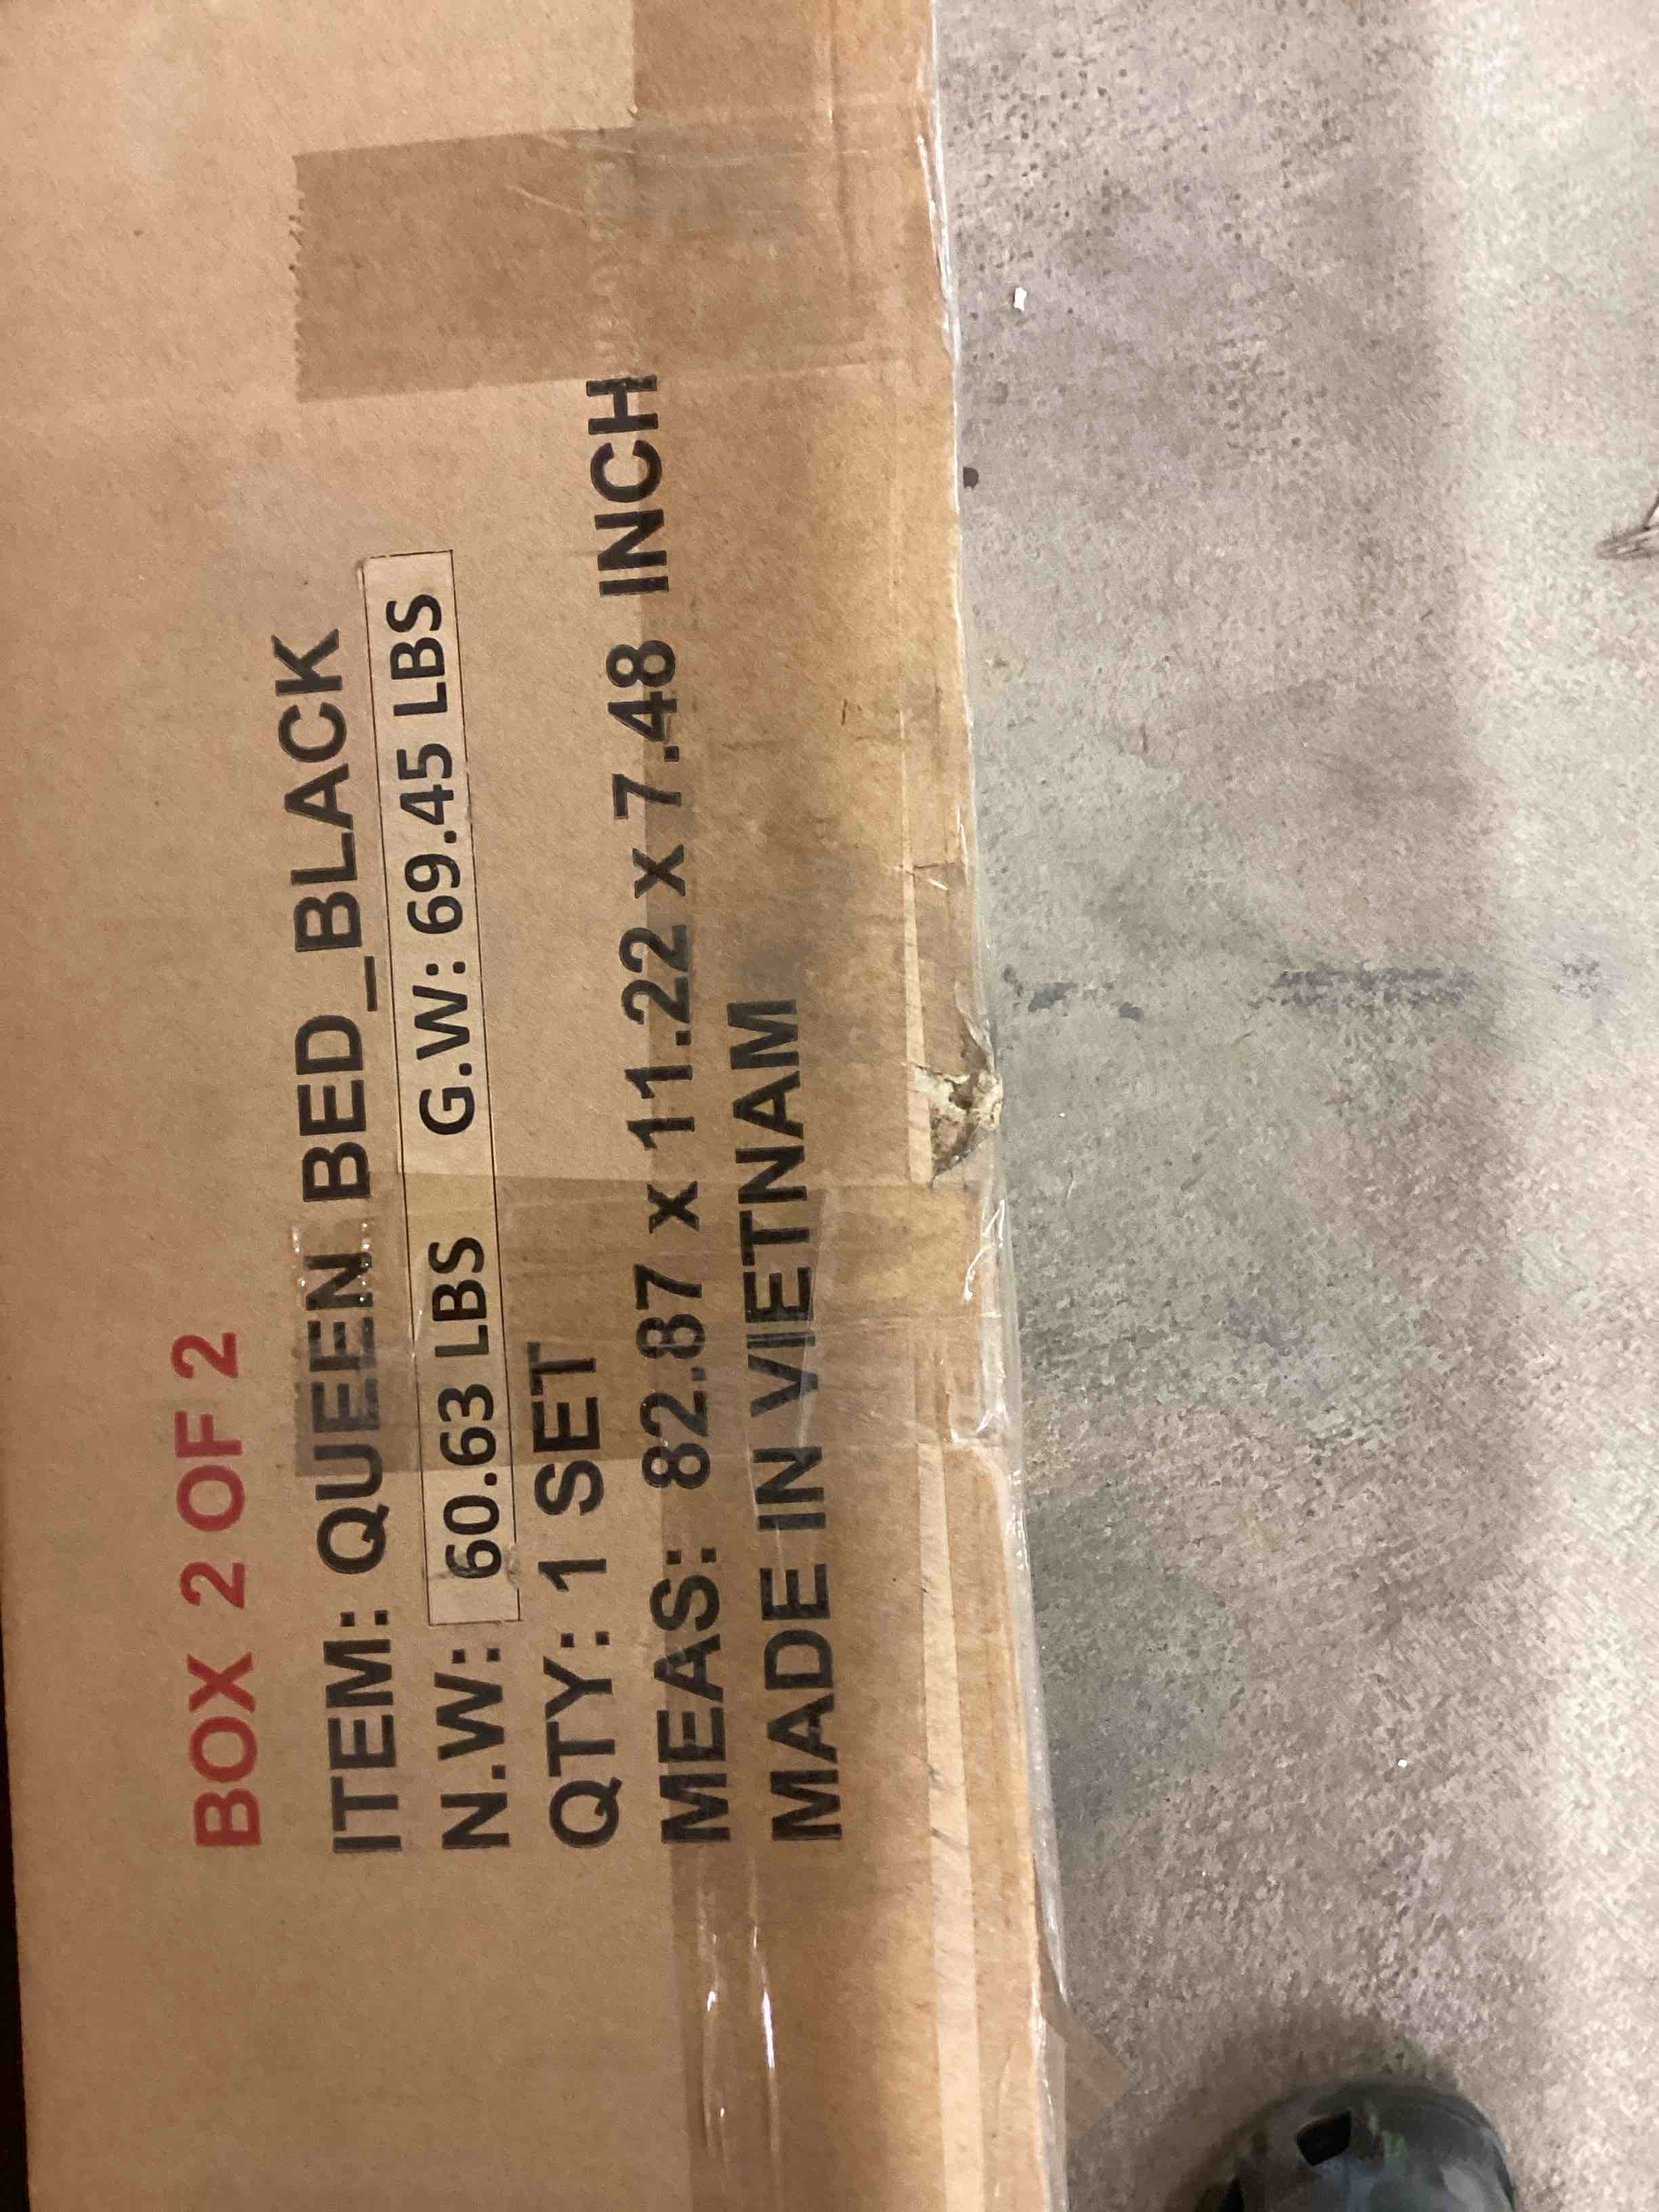 BOX 2 OF 2
ITEM: QUEEN BED_BLACK
N.W: 60.63 LBS G.W: 69.45 LBS
QTY: 1 SET
MEAS: 82.87 x 11.22 x 7.48 INCH
MADE IN VIETNAM